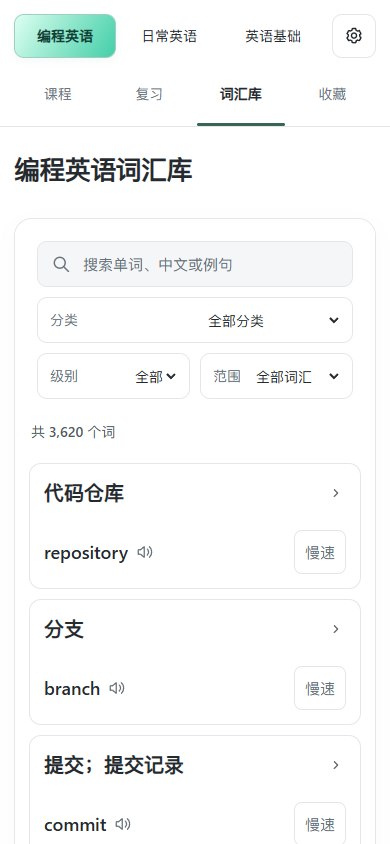 编程英语 日常英语 英语基础
课程 复习 词汇库 收藏
编程英语词汇库
搜索单词、中文或例句
分类 全部分类
级别 全部 范围 全部词汇
共 3,620 个词
代码仓库
repository 慢速
分支
branch 慢速
提交；提交记录
commit 慢速